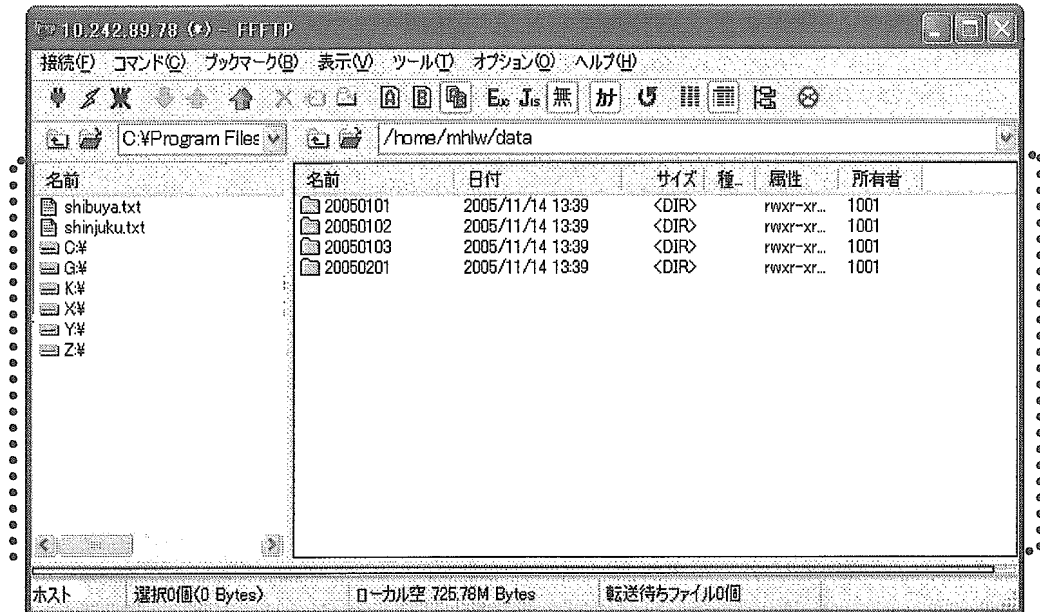 10.242.89.78 (*) - FFFTP
接続(F) コマンド(C) ブックマーク(B) 表示(V) ツール(T) オプション(O) ヘルプ(H)
A B Euc Jis 無 カナ
C:¥Program Files /home/mhlw/data
名前
shibuya.txt
shinjuku.txt
C:¥
G:¥
K:¥
X:¥
Y:¥
Z:¥
名前 日付 サイズ 種... 属性 所有者
20050101 2005/11/14 13:39 <DIR> rwxr-xr... 1001
20050102 2005/11/14 13:39 <DIR> rwxr-xr... 1001
20050103 2005/11/14 13:39 <DIR> rwxr-xr... 1001
20050201 2005/11/14 13:39 <DIR> rwxr-xr... 1001
ホスト 選択0個(0 Bytes) ローカル空 725.78M Bytes 転送待ちファイル0個